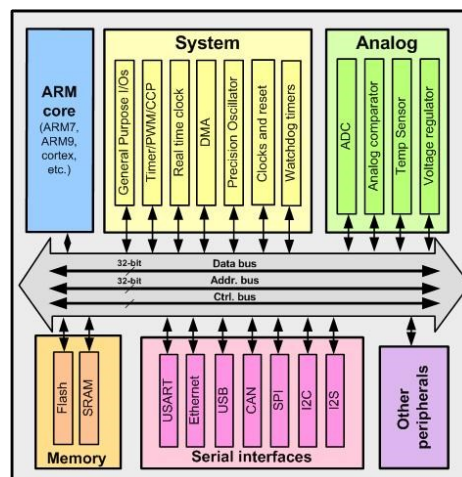 ARM
core
(ARM7,
ARM9,
cortex,
etc.)
System
General Purpose I/Os
Timer/PWM/CCP
Real time clock
DMA
Precision Oscillator
Clocks and reset
Watchdog timers
Analog
ADC
Analog comparator
Temp Sensor
Voltage regulator
32-bit Data bus
32-bit Addr. bus
Ctrl. bus
Flash
SRAM
Memory
USART
Ethernet
USB
CAN
SPI
I2C
I2S
Serial interfaces
Other
peripherals